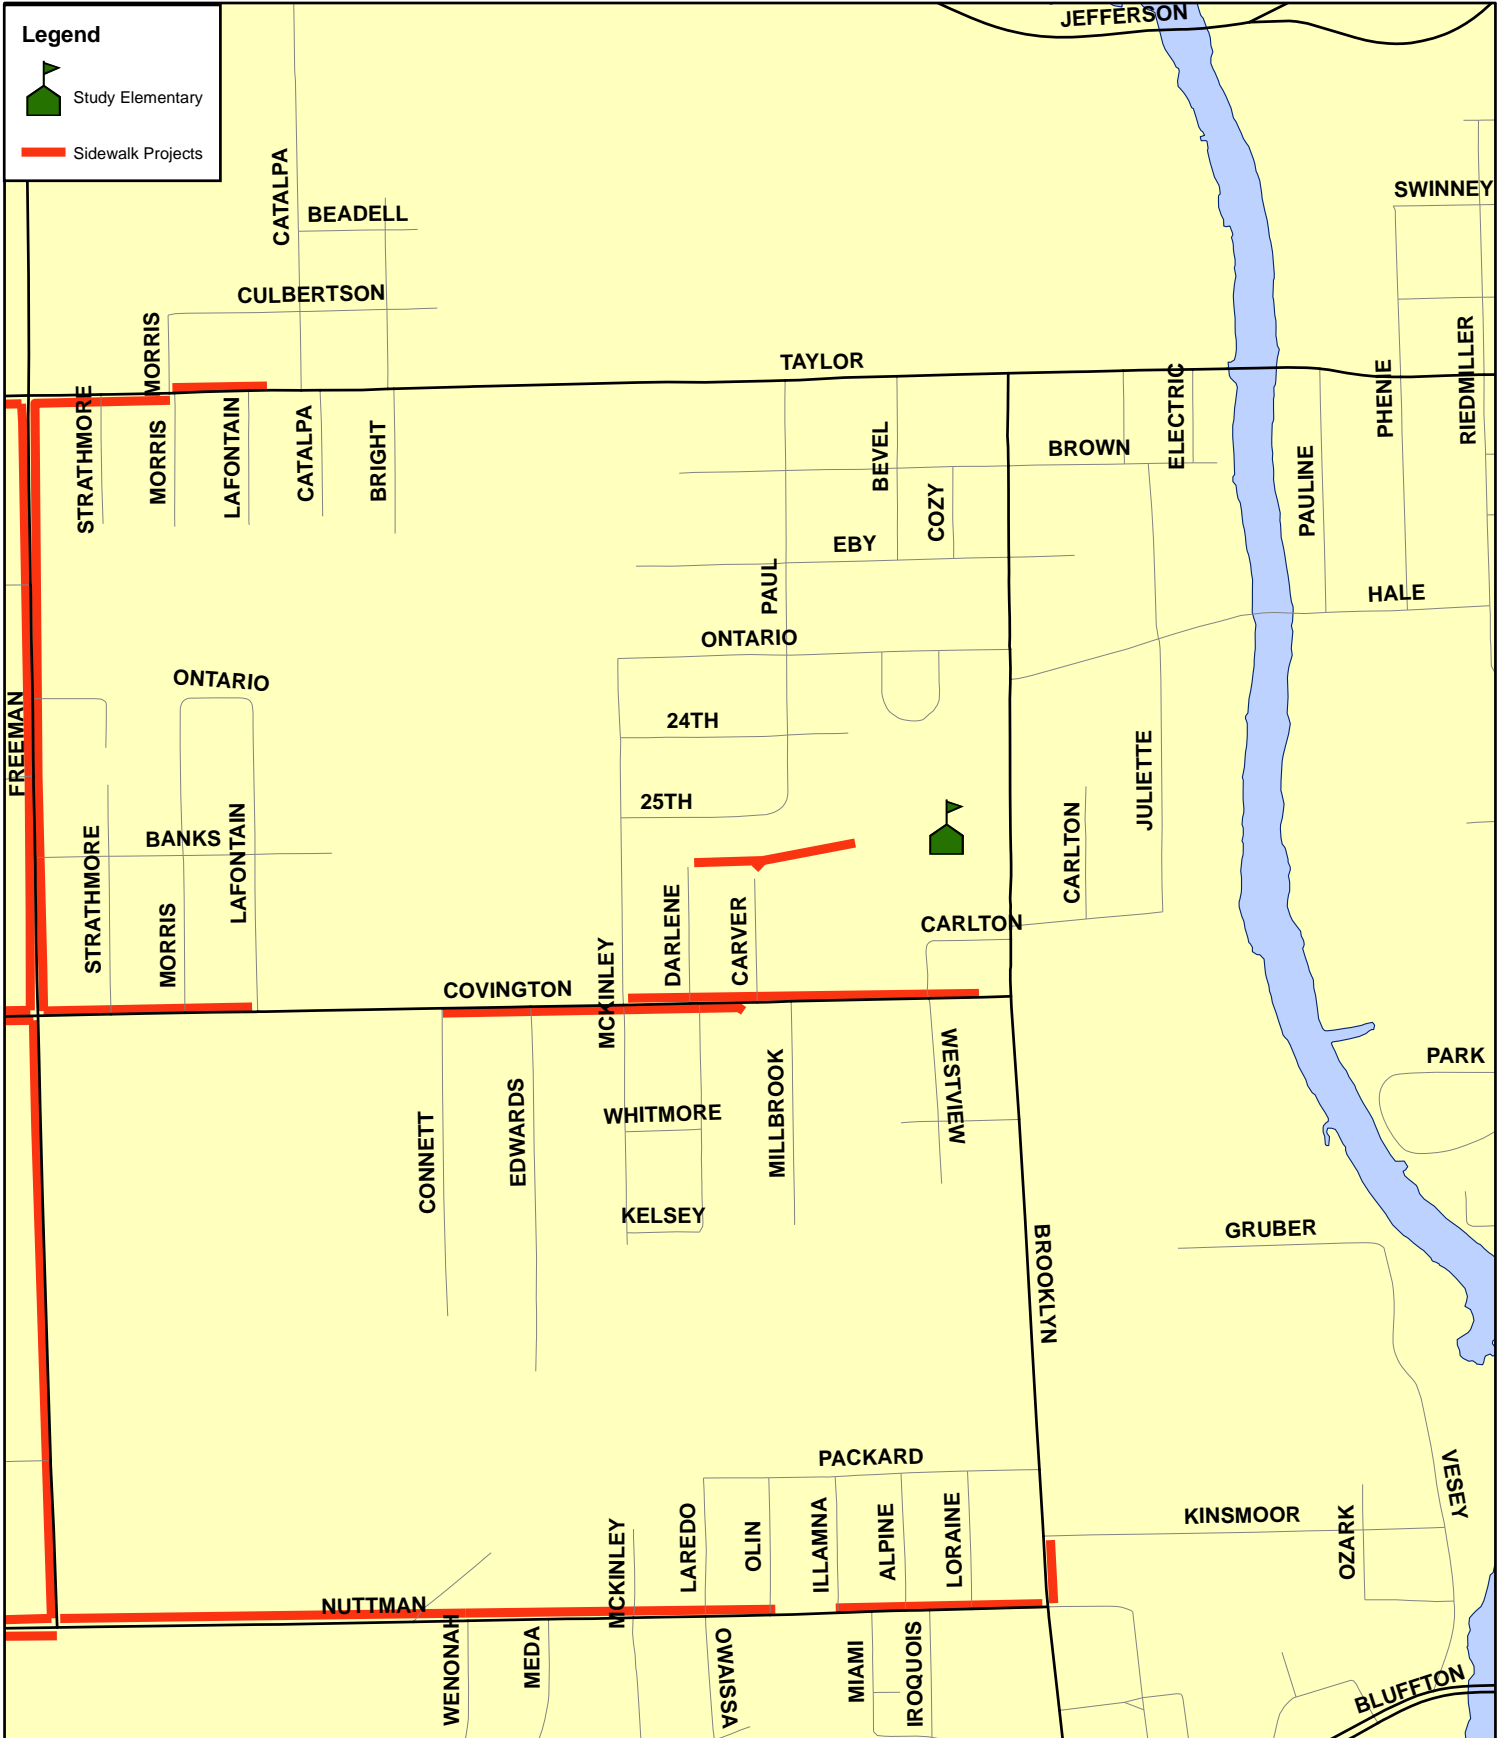 JEFFERSON
Legend
Study Elementary
Sidewalk Projects
CATALPA
BEADELL
SWINNEY
CULBERTSON
MORRIS
TAYLOR
RIEDMILLER
PHENIE
ELECTRIC
STRATHMORE
MORRIS
LAFONTAIN
CATALPA
BRIGHT
BEVEL
BROWN
COZY
PAULINE
EBY
PAUL
HALE
ONTARIO
ONTARIO
FREEMAN
24TH
JULIETTE
25TH
CARLTON
BANKS
LAFONTAIN
STRATHMORE
MORRIS
DARLENE
CARVER
CARLTON
MCKINLEY
COVINGTON
WESTVIEW
PARK
MILLBROOK
EDWARDS
CONNETT
WHITMORE
KELSEY
GRUBER
BROOKLYN
PACKARD
VESEY
KINSMOOR
OZARK
MCKINLEY
LAREDO
OLIN
ILLAMNA
ALPINE
LORAINE
NUTTMAN
WENONAH
MEDA
OWAISSA
MIAMI
IROQUOIS
BLUFFTON